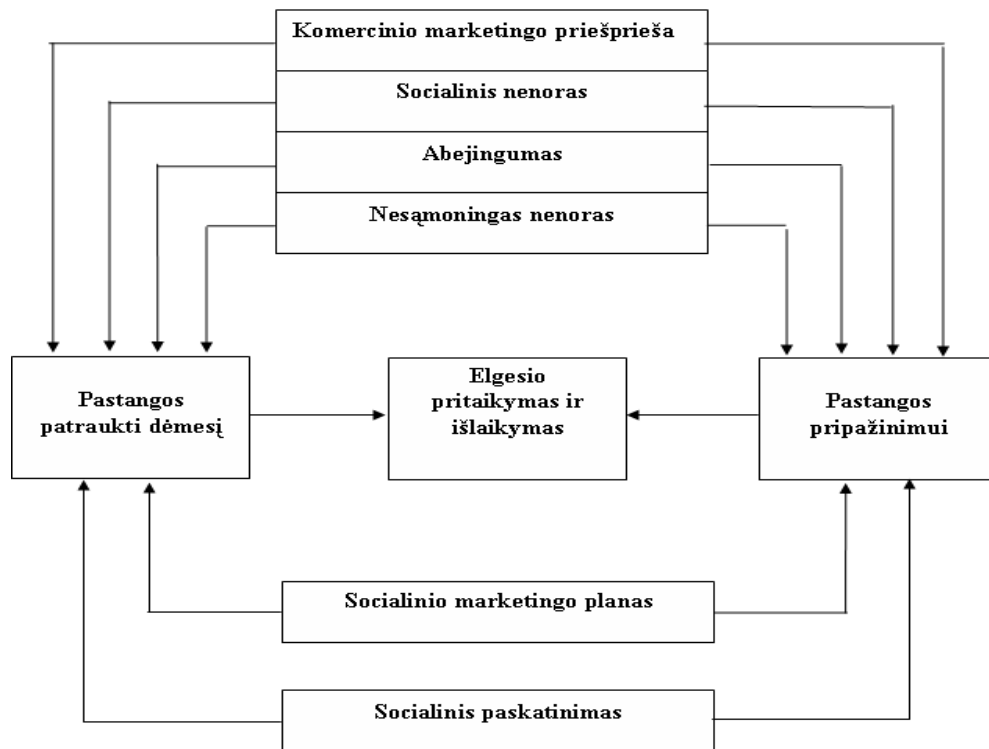 Komercinio marketingo priešprieša
Socialinis nenoras
Abejingumas
Nesąmoningas nenoras
Pastangos
patraukti dėmesį
Elgesio
pritaikymas ir
išlaikymas
Pastangos
pripažinimui
Socialinio marketingo planas
Socialinis paskatinimas